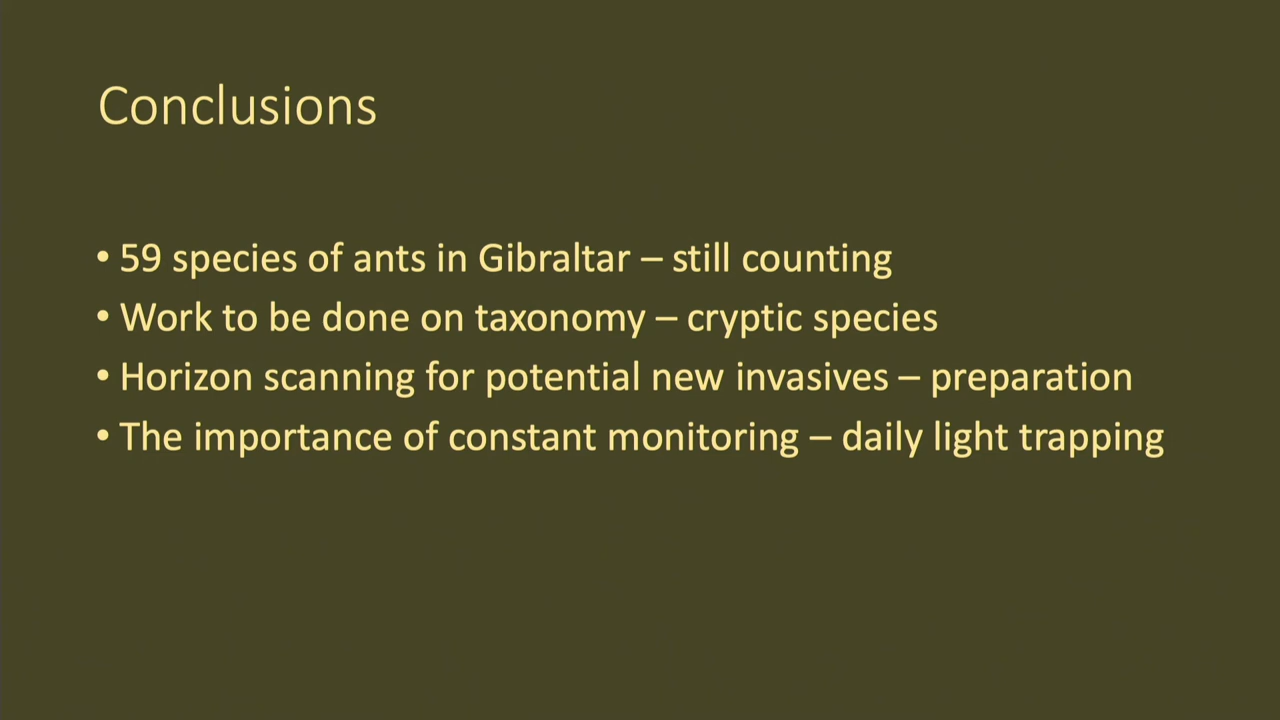 Conclusions
• 59 species of ants in Gibraltar – still counting
• Work to be done on taxonomy – cryptic species
• Horizon scanning for potential new invasives – preparation
• The importance of constant monitoring – daily light trapping